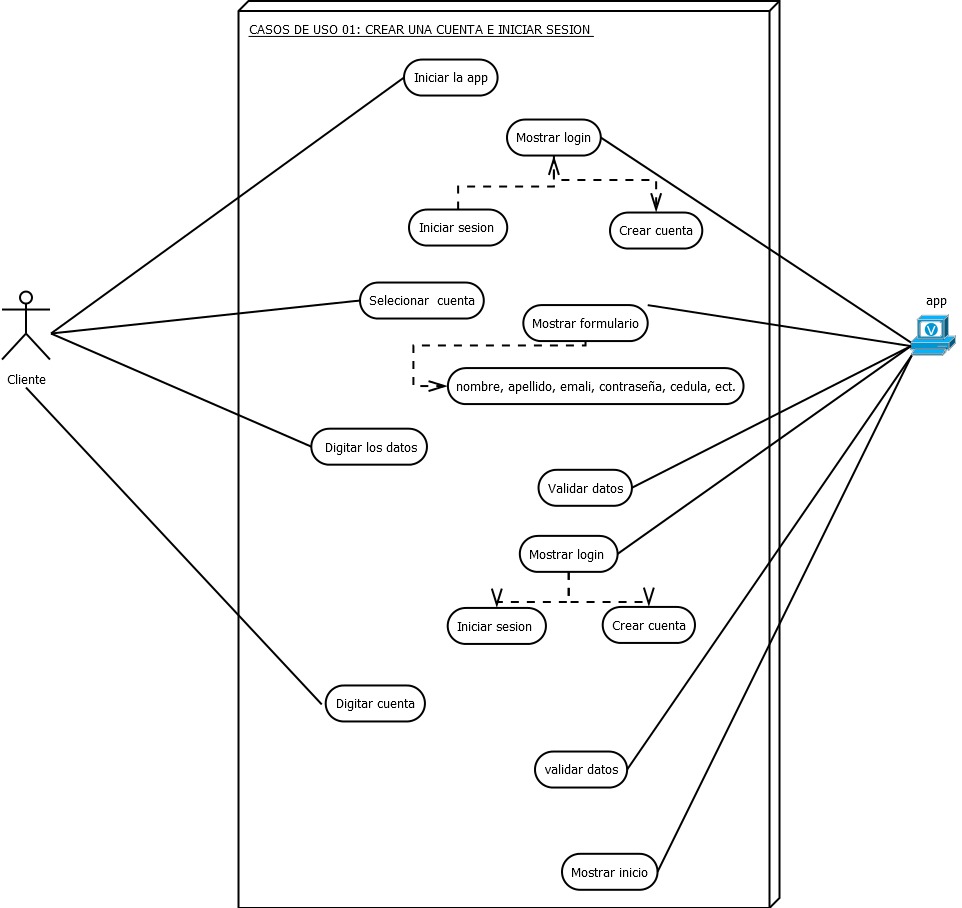 CASOS DE USO 01: CREAR UNA CUENTA E INICIAR SESION
Iniciar la app
Mostrar login
Iniciar sesion
Crear cuenta
Selecionar cuenta
app
Mostrar formulario
V
Cliente
nombre, apellido, emali, contraseña, cedula, ect.
Digitar los datos
Validar datos
Mostrar login
Iniciar sesion
Crear cuenta
Digitar cuenta
validar datos
Mostrar inicio